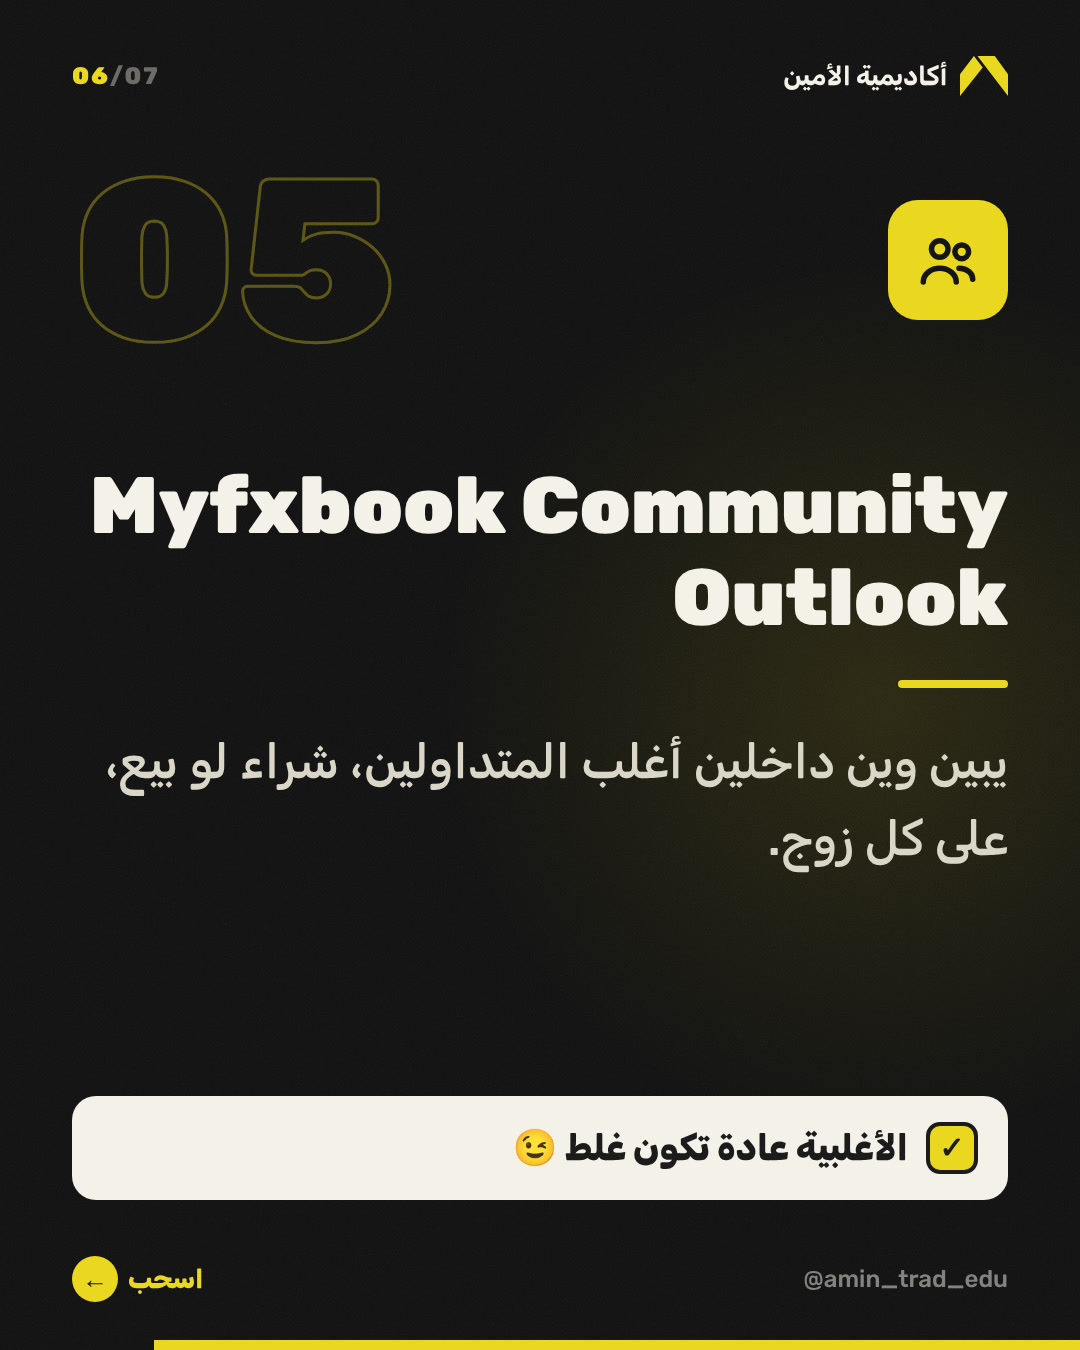 أكاديمية الأمين
06/07
05
Myfxbook Community
Outlook
يبين وين داخلين أغلب المتداولين، شراء لو بيع،
على كل زوج.
✓ الأغلبية عادة تكون غلط 😉
@amin_trad_edu
اسحب ←